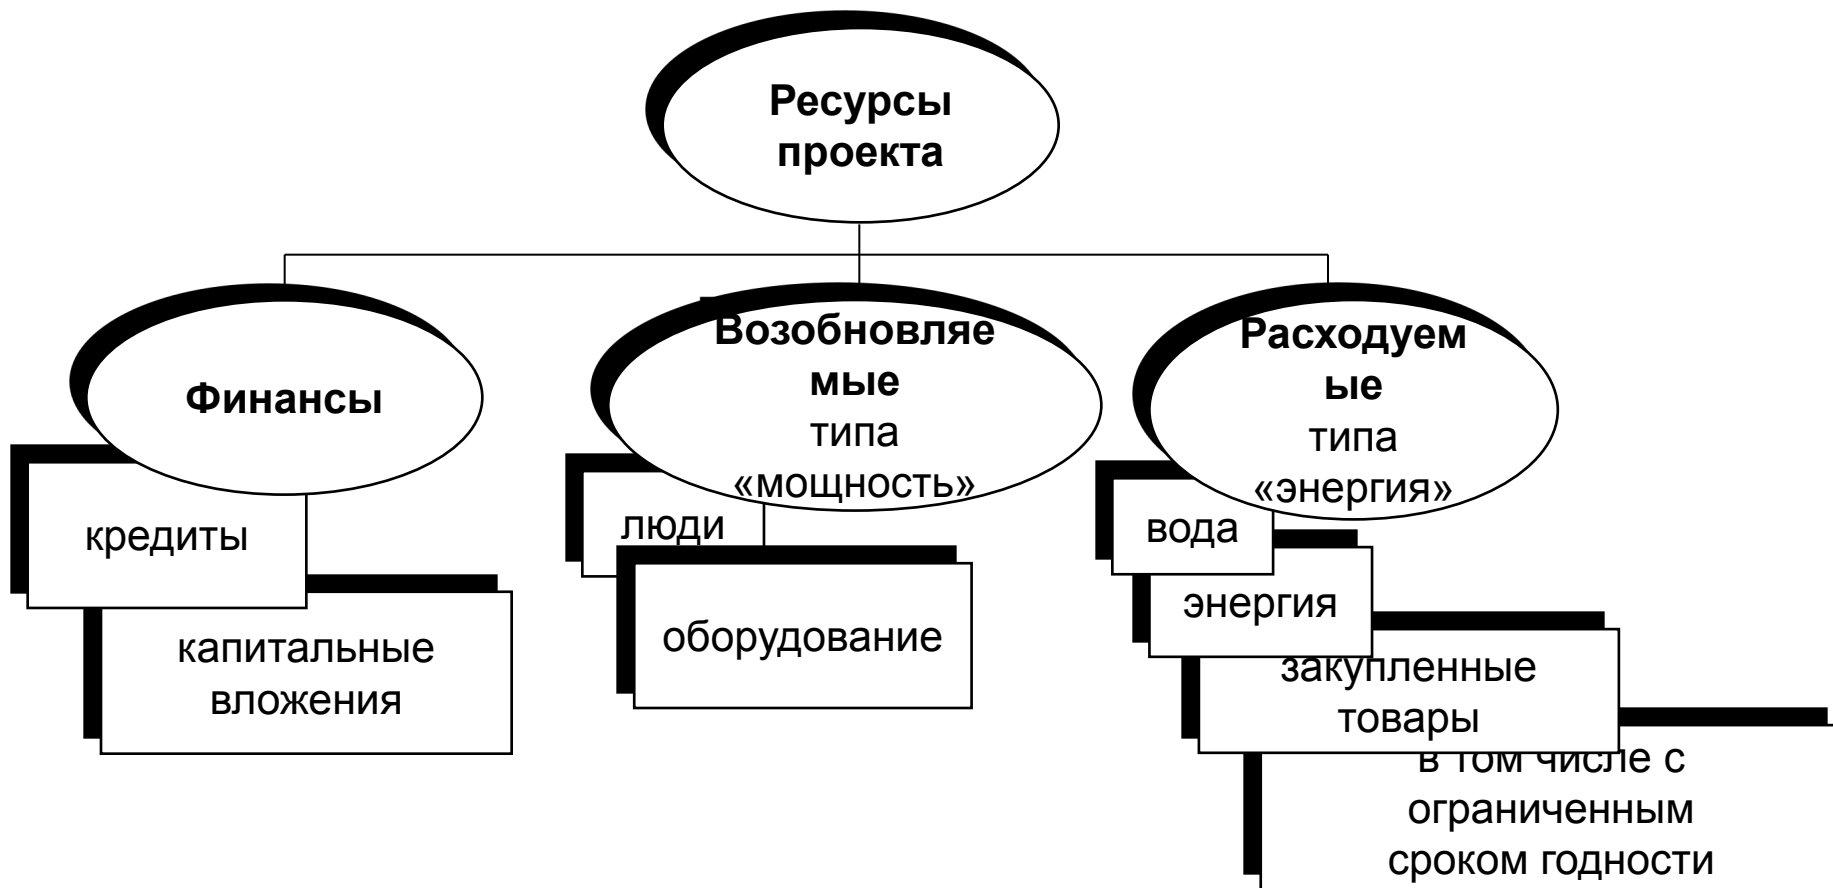 Ресурсы
проекта
Финансы
кредиты
капитальные
вложения
Возобновляе
мые
типа
«мощность»
люди
оборудование
Расходуем
ые
типа
«энергия»
вода
энергия
закупленные
товары
в том числе с
ограниченным
сроком годности